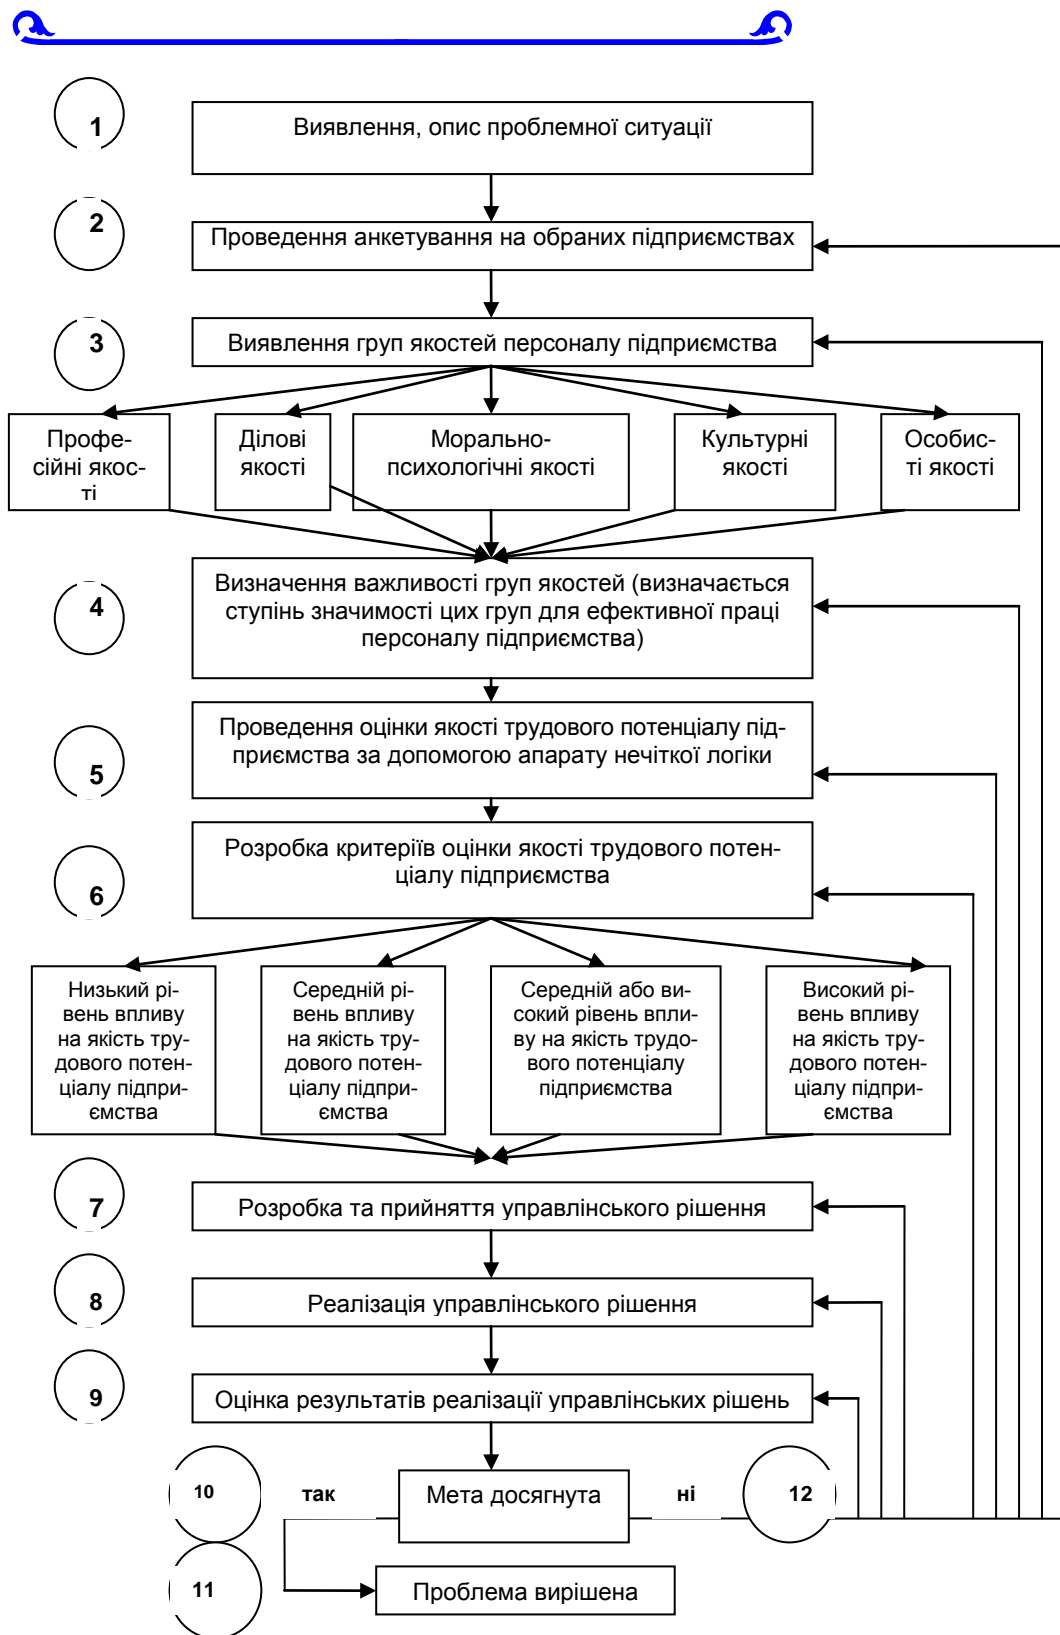 1
Виявлення, опис проблемної ситуації
2
Проведення анкетування на обраних підприємствах
3
Виявлення груп якостей персоналу підприємства
Профе-
сійні якос-
ті
Ділові
якості
Морально-
психологічні якості
Культурні
якості
Особис-
ті якості
4
Визначення важливості груп якостей (визначається
ступінь значимості цих груп для ефективної праці
персоналу підприємства)
5
Проведення оцінки якості трудового потенціалу під-
приємства за допомогою апарату нечіткої логіки
6
Розробка критеріїв оцінки якості трудового потен-
ціалу підприємства
Низький рі-
вень впливу
на якість тру-
дового потен-
ціалу підпри-
ємства
Середній рі-
вень впливу
на якість тру-
дового потен-
ціалу підпри-
ємства
Середній або ви-
сокий рівень впли-
ву на якість трудо-
вого потенціалу
підприємства
Високий рі-
вень впливу
на якість тру-
дового потен-
ціалу підпри-
ємства
7
Розробка та прийняття управлінського рішення
8
Реалізація управлінського рішення
9
Оцінка результатів реалізації управлінських рішень
10
так
Мета досягнута
ні
12
11
Проблема вирішена